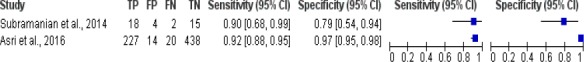 Study TP FP FN TN Sensitivity (95% CI) Specificity (95% CI) Sensitivity (95% CI) Specificity (95% CI)
Subramanian et al., 2014 18 4 2 15 0.90 [0.68, 0.99] 0.79 [0.54, 0.94]
Asri et al., 2016 227 14 20 438 0.92 [0.88, 0.95] 0.97 [0.95, 0.98]
0 0.2 0.4 0.6 0.8 1 0 0.2 0.4 0.6 0.8 1